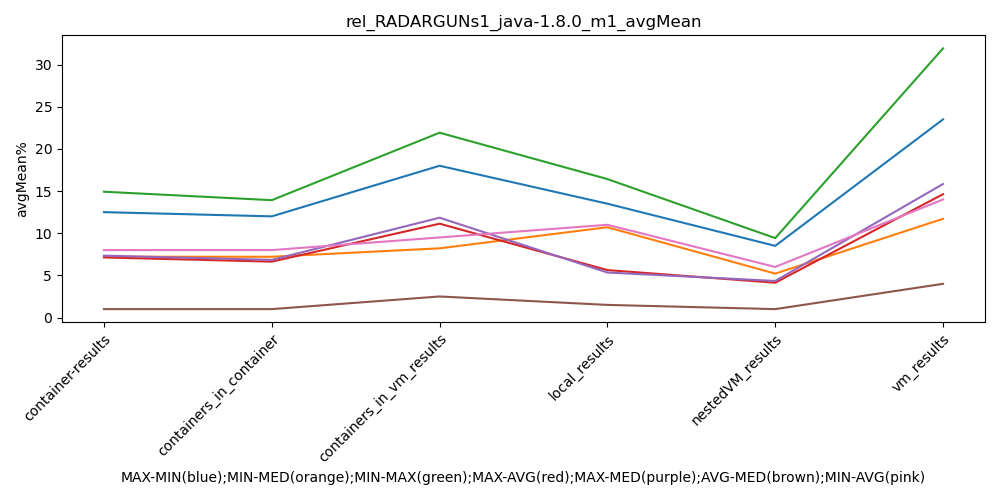 rel_RADARGUNs1_java-1.8.0_m1_avgMean
avgMean%
30
25
20
15
10
5
0
container-results
containers_in_container
containers_in_vm_results
local_results
nestedVM_results
vm_results
MAX-MIN(blue);MIN-MED(orange);MIN-MAX(green);MAX-AVG(red);MAX-MED(purple);AVG-MED(brown);MIN-AVG(pink)